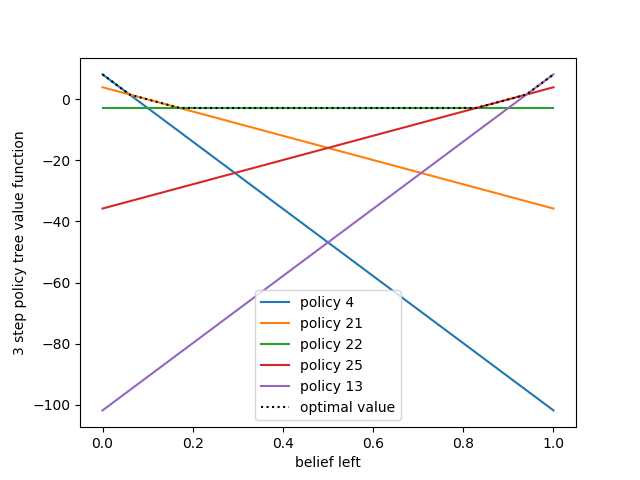 0
−20
−40
−60
−80
−100
3 step policy tree value function
policy 4
policy 21
policy 22
policy 25
policy 13
optimal value
0.0 0.2 0.4 0.6 0.8 1.0
belief left